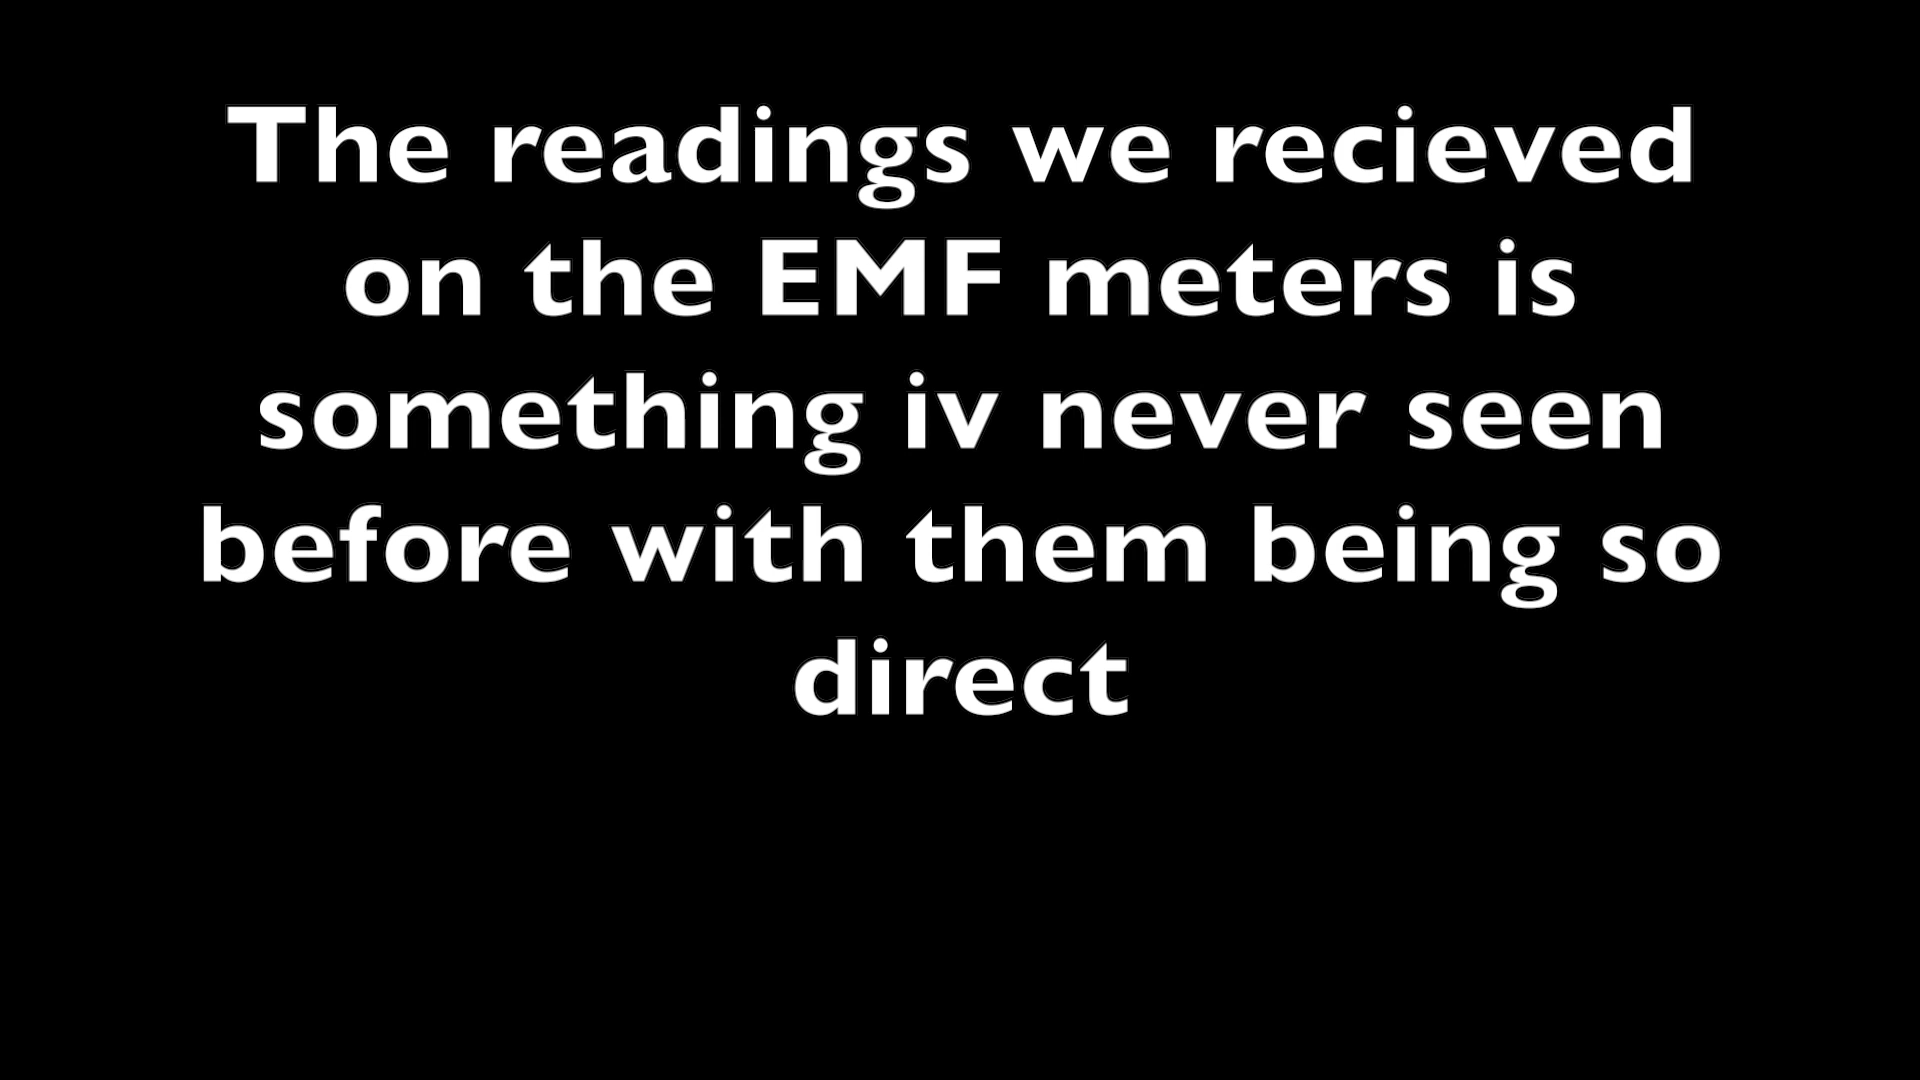 The readings we recieved
on the EMF meters is
something iv never seen
before with them being so
direct